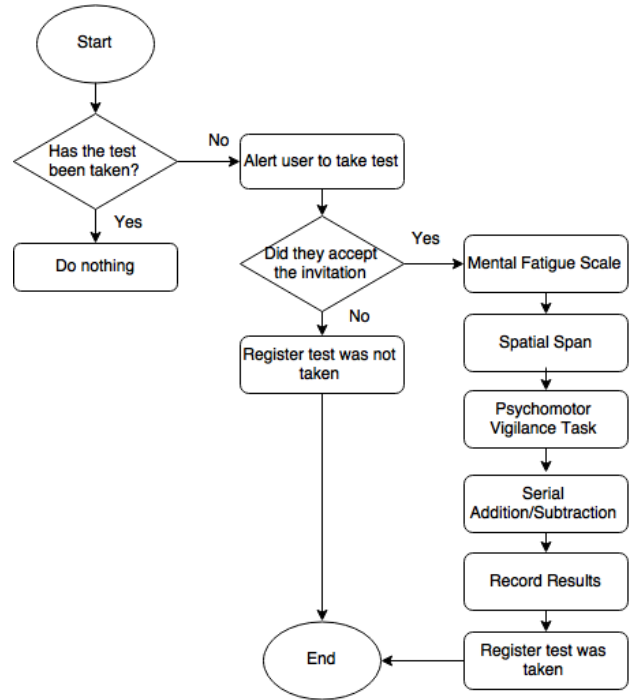 Start
Has the test
been taken?
No
Alert user to take test
Yes
Do nothing
Did they accept
the invitation
Yes
Mental Fatigue Scale
No
Register test was not
taken
Spatial Span
Psychomotor
Vigilance Task
Serial
Addition/Subtraction
Record Results
Register test was
taken
End